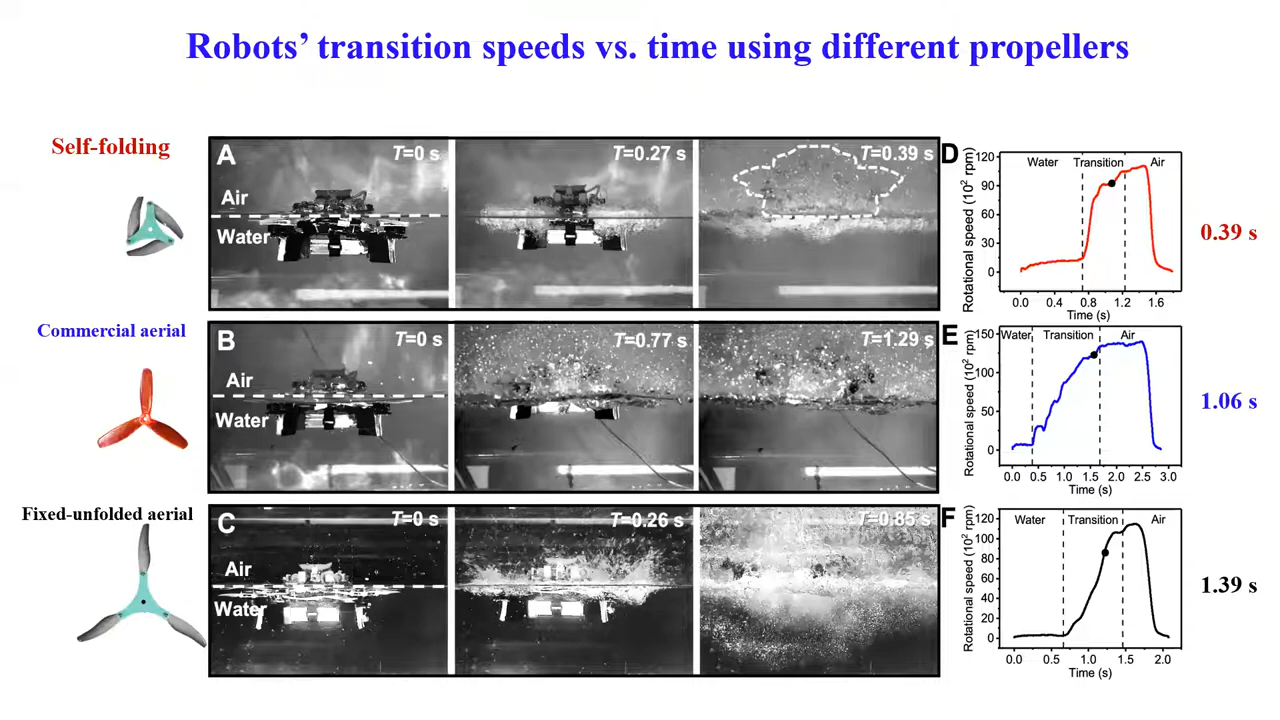 Robots’ transition speeds vs. time using different propellers
Self-folding
A
T=0 s
T=0.27 s
T=0.39 s
Air
Water
D
Rotational speed (10² rpm)
120
90
60
30
0
Water
Transition
Air
0.0 0.4 0.8 1.2 1.6
Time (s)
0.39 s
Commercial aerial
B
T=0 s
T=0.77 s
T=1.29 s
Air
Water
E
Rotational speed (10² rpm)
150
100
50
0
Water
Transition
Air
0.0 0.5 1.0 1.5 2.0 2.5 3.0
Time (s)
1.06 s
Fixed-unfolded aerial
C
T=0 s
T=0.26 s
T=0.85 s
Air
Water
F
Rotational speed (10² rpm)
120
100
80
60
40
20
0
Water
Transition
Air
0.0 0.5 1.0 1.5 2.0
Time (s)
1.39 s